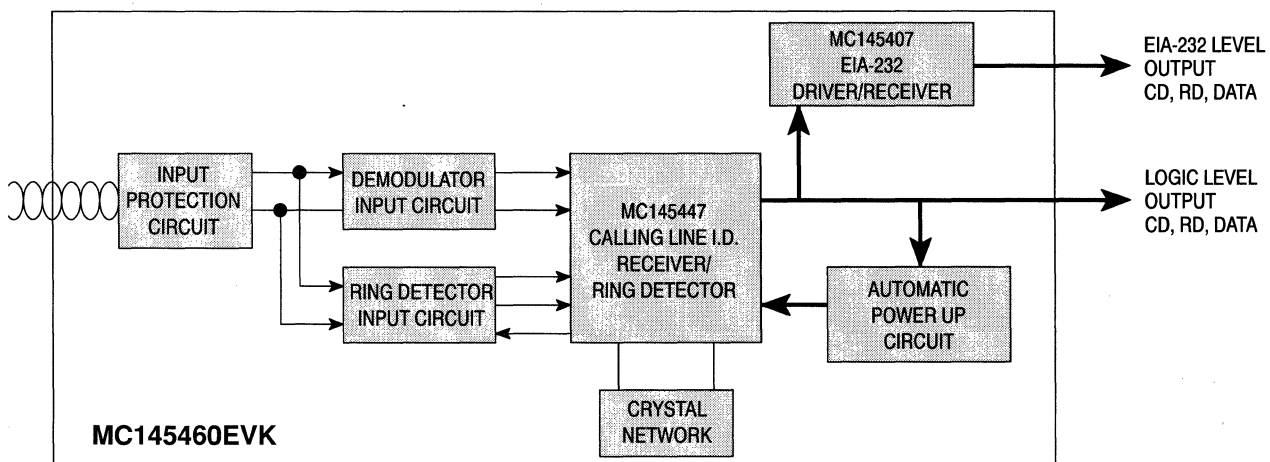 MC145407
EIA-232
DRIVER/RECEIVER
EIA-232 LEVEL
OUTPUT
CD, RD, DATA
INPUT
PROTECTION
CIRCUIT
DEMODULATOR
INPUT CIRCUIT
RING DETECTOR
INPUT CIRCUIT
MC145447
CALLING LINE I.D.
RECEIVER/
RING DETECTOR
LOGIC LEVEL
OUTPUT
CD, RD, DATA
AUTOMATIC
POWER UP
CIRCUIT
CRYSTAL
NETWORK
MC145460EVK